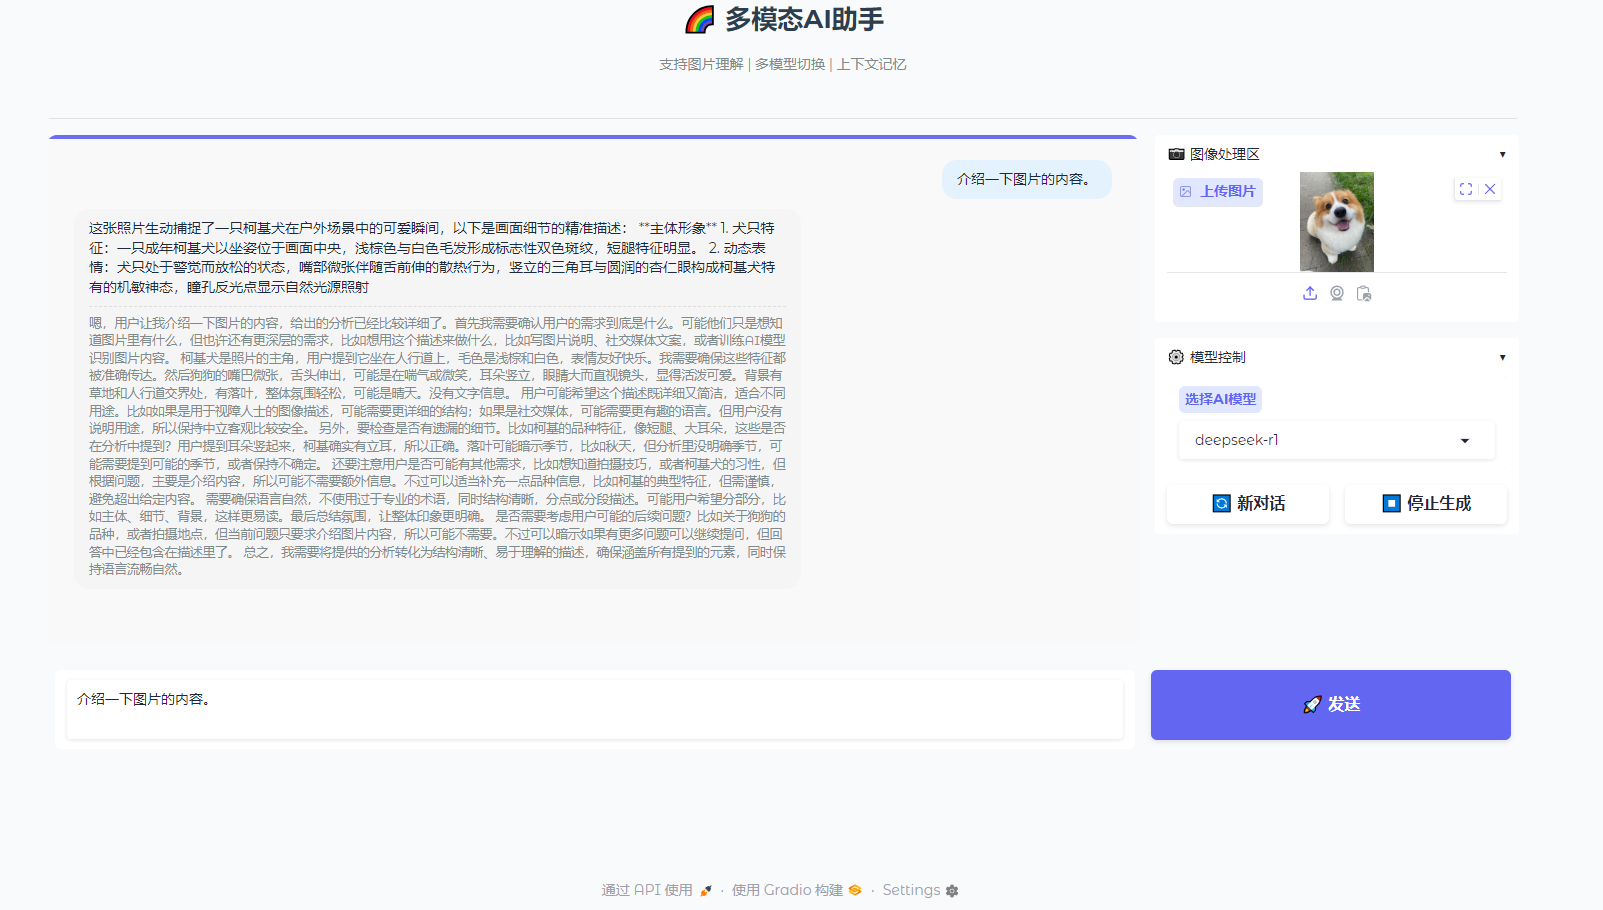 🌈 多模态AI助手
支持图片理解 | 多模型切换 | 上下文记忆
介绍一下图片的内容。
这张照片生动捕捉了一只柯基犬在户外场景中的可爱瞬间，以下是画面细节的精准描述： **主体形象** 1. 犬只特
征：一只成年柯基犬以坐姿位于画面中央，浅棕色与白色毛发形成标志性双色斑纹，短腿特征明显。 2. 动态表
情：犬只处于警觉而放松的状态，嘴部微张伴随舌前伸的散热行为，竖立的三角耳与圆润的杏仁眼构成柯基犬特
有的机敏神态，瞳孔反光点显示自然光源照射
嗯，用户让我介绍一下图片的内容，给出的分析已经比较详细了。首先我需要确认用户的需求到底是什么。可能他们只是想知
道图片里有什么，但也许还有更深层的需求，比如想用这个描述来做什么，比如写图片说明、社交媒体文案，或者训练AI模型
识别图片内容。 柯基犬是照片的主角，用户提到它坐在人行道上，毛色是浅棕和白色，表情友好快乐。我需要确保这些特征都
被准确传达。然后狗狗的嘴巴微张，舌头伸出，可能是在喘气或微笑，耳朵竖立，眼睛大而直视镜头，显得活泼可爱。背景有
草地和人行道交界处，有落叶，整体氛围轻松，可能是晴天。没有文字信息。 用户可能希望这个描述既详细又简洁，适合不同
用途。比如如果是用于视障人士的图像描述，可能需要更详细的结构；如果是社交媒体，可能需要更有趣的语言。但用户没有
说明用途，所以保持中立客观比较安全。 另外，要检查是否有遗漏的细节。比如柯基的品种特征，像短腿、大耳朵，这些是否
在分析中提到？用户提到耳朵竖起来，柯基确实有立耳，所以正确。落叶可能暗示季节，比如秋天，但分析里没明确季节，可
能需要提到可能的季节，或者保持不确定。 还要注意用户是否可能有其他需求，比如想知道拍摄技巧，或者柯基犬的习性，但
根据问题，主要是介绍内容，所以可能不需要额外信息。不过可以适当补充一点品种信息，比如柯基的典型特征，但需谨慎，
避免超出给定内容。 需要确保语言自然，不使用过于专业的术语，同时结构清晰，分点或分段描述。可能用户希望分部分，比
如主体、细节、背景，这样更易读。最后总结氛围，让整体印象更明确。 是否需要考虑用户可能的后续问题？比如关于狗狗的
品种，或者拍摄地点，但当前问题只要求介绍图片内容，所以可能不需要。不过可以暗示如果有更多问题可以继续提问，但回
答中已经包含在描述里了。 总之，我需要将提供的分析转化为结构清晰、易于理解的描述，确保涵盖所有提到的元素，同时保
持语言流畅自然。
介绍一下图片的内容。
📷 图像处理区
上传图片
⚙️ 模型控制
选择AI模型
deepseek-r1
🔄 新对话
⏹️ 停止生成
🚀 发送
通过 API 使用 · 使用 Gradio 构建 · Settings